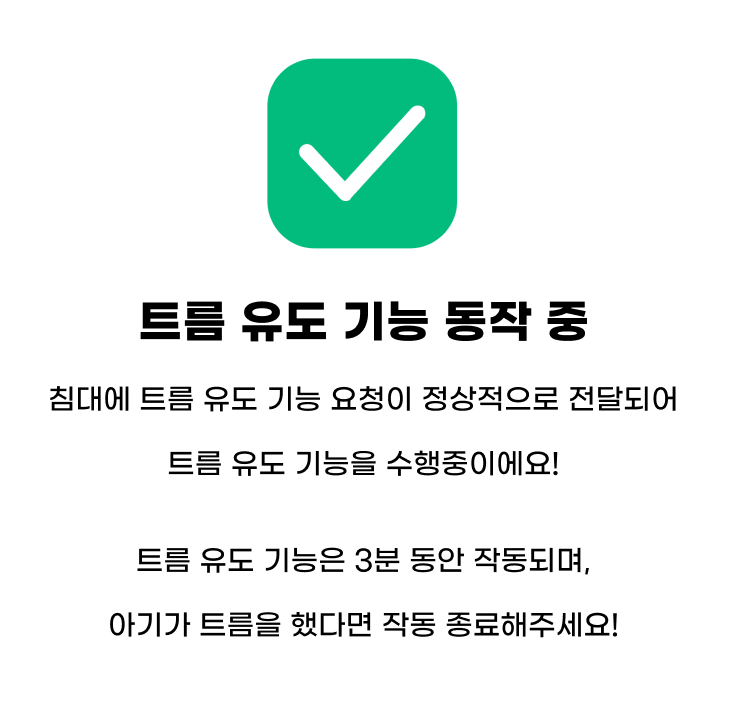 트름 유도 기능 동작 중
침대에 트름 유도 기능 요청이 정상적으로 전달되어
트름 유도 기능을 수행중이에요!
트름 유도 기능은 3분 동안 작동되며,
아기가 트름을 했다면 작동 종료해주세요!